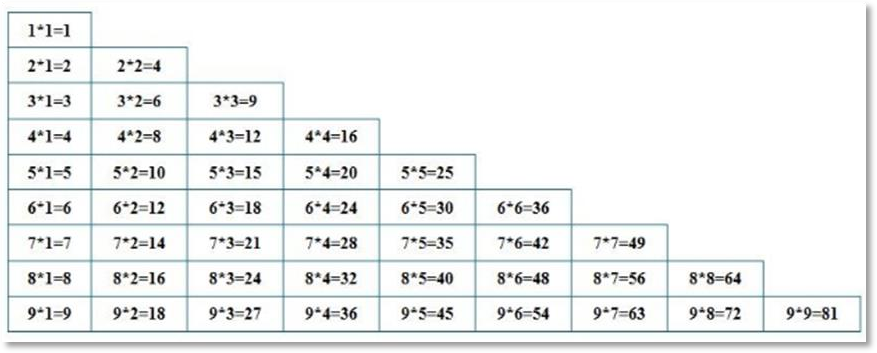 1*1=1
2*1=2 2*2=4
3*1=3 3*2=6 3*3=9
4*1=4 4*2=8 4*3=12 4*4=16
5*1=5 5*2=10 5*3=15 5*4=20 5*5=25
6*1=6 6*2=12 6*3=18 6*4=24 6*5=30 6*6=36
7*1=7 7*2=14 7*3=21 7*4=28 7*5=35 7*6=42 7*7=49
8*1=8 8*2=16 8*3=24 8*4=32 8*5=40 8*6=48 8*7=56 8*8=64
9*1=9 9*2=18 9*3=27 9*4=36 9*5=45 9*6=54 9*7=63 9*8=72 9*9=81